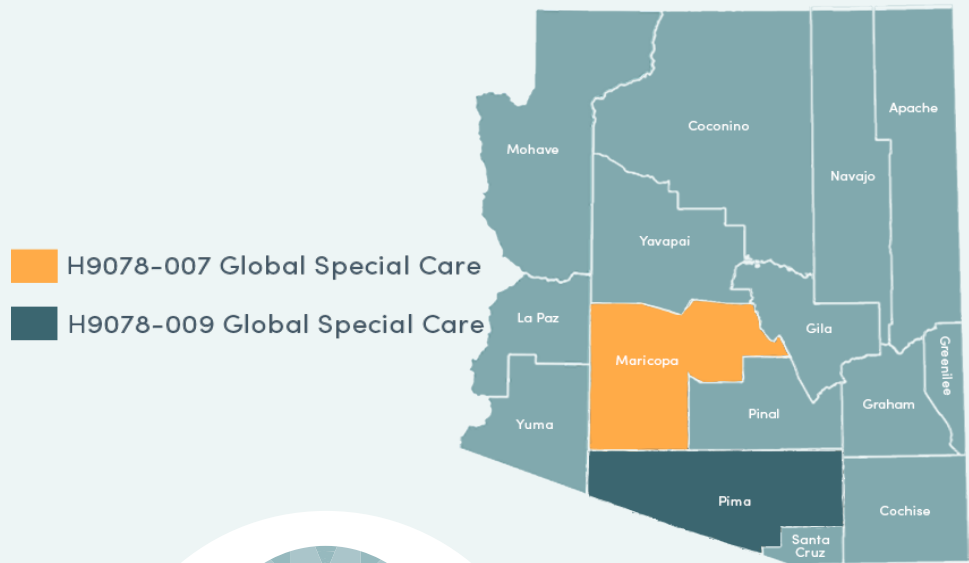 H9078-007 Global Special Care
H9078-009 Global Special Care
Mohave
Coconino
Navajo
Apache
Yavapai
La Paz
Maricopa
Gila
Greenilee
Yuma
Pinal
Graham
Pima
Cochise
Santa
Cruz